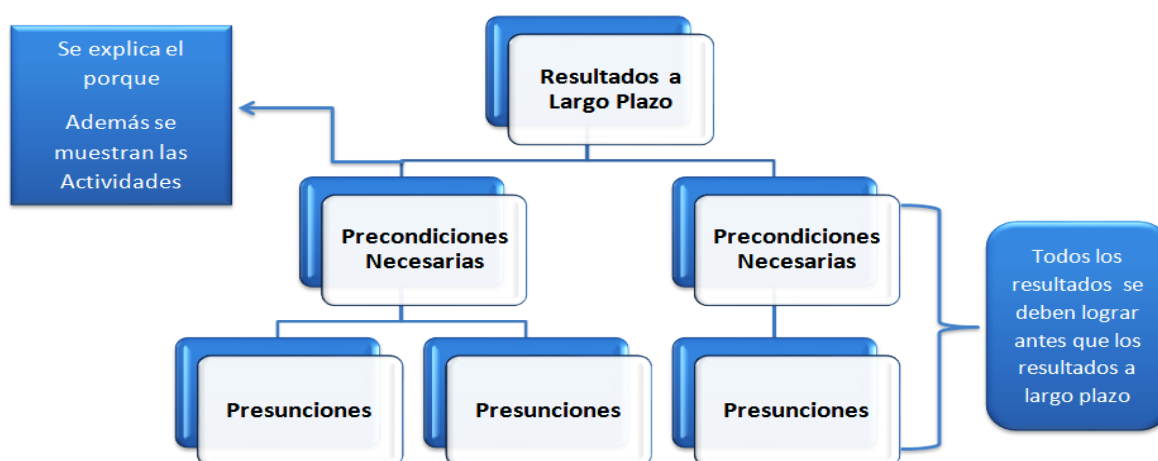 Se explica el
porque
Además se
muestran las
Actividades
Resultados a
Largo Plazo
Precondiciones
Necesarias
Precondiciones
Necesarias
Todos los
resultados se
deben lograr
antes que los
resultados a
largo plazo
Presunciones
Presunciones
Presunciones